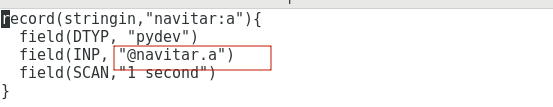 record(stringin,"navitar:a"){
  field(DTYP, "pydev")
  field(INP, "@navitar.a")
  field(SCAN,"1 second")
}